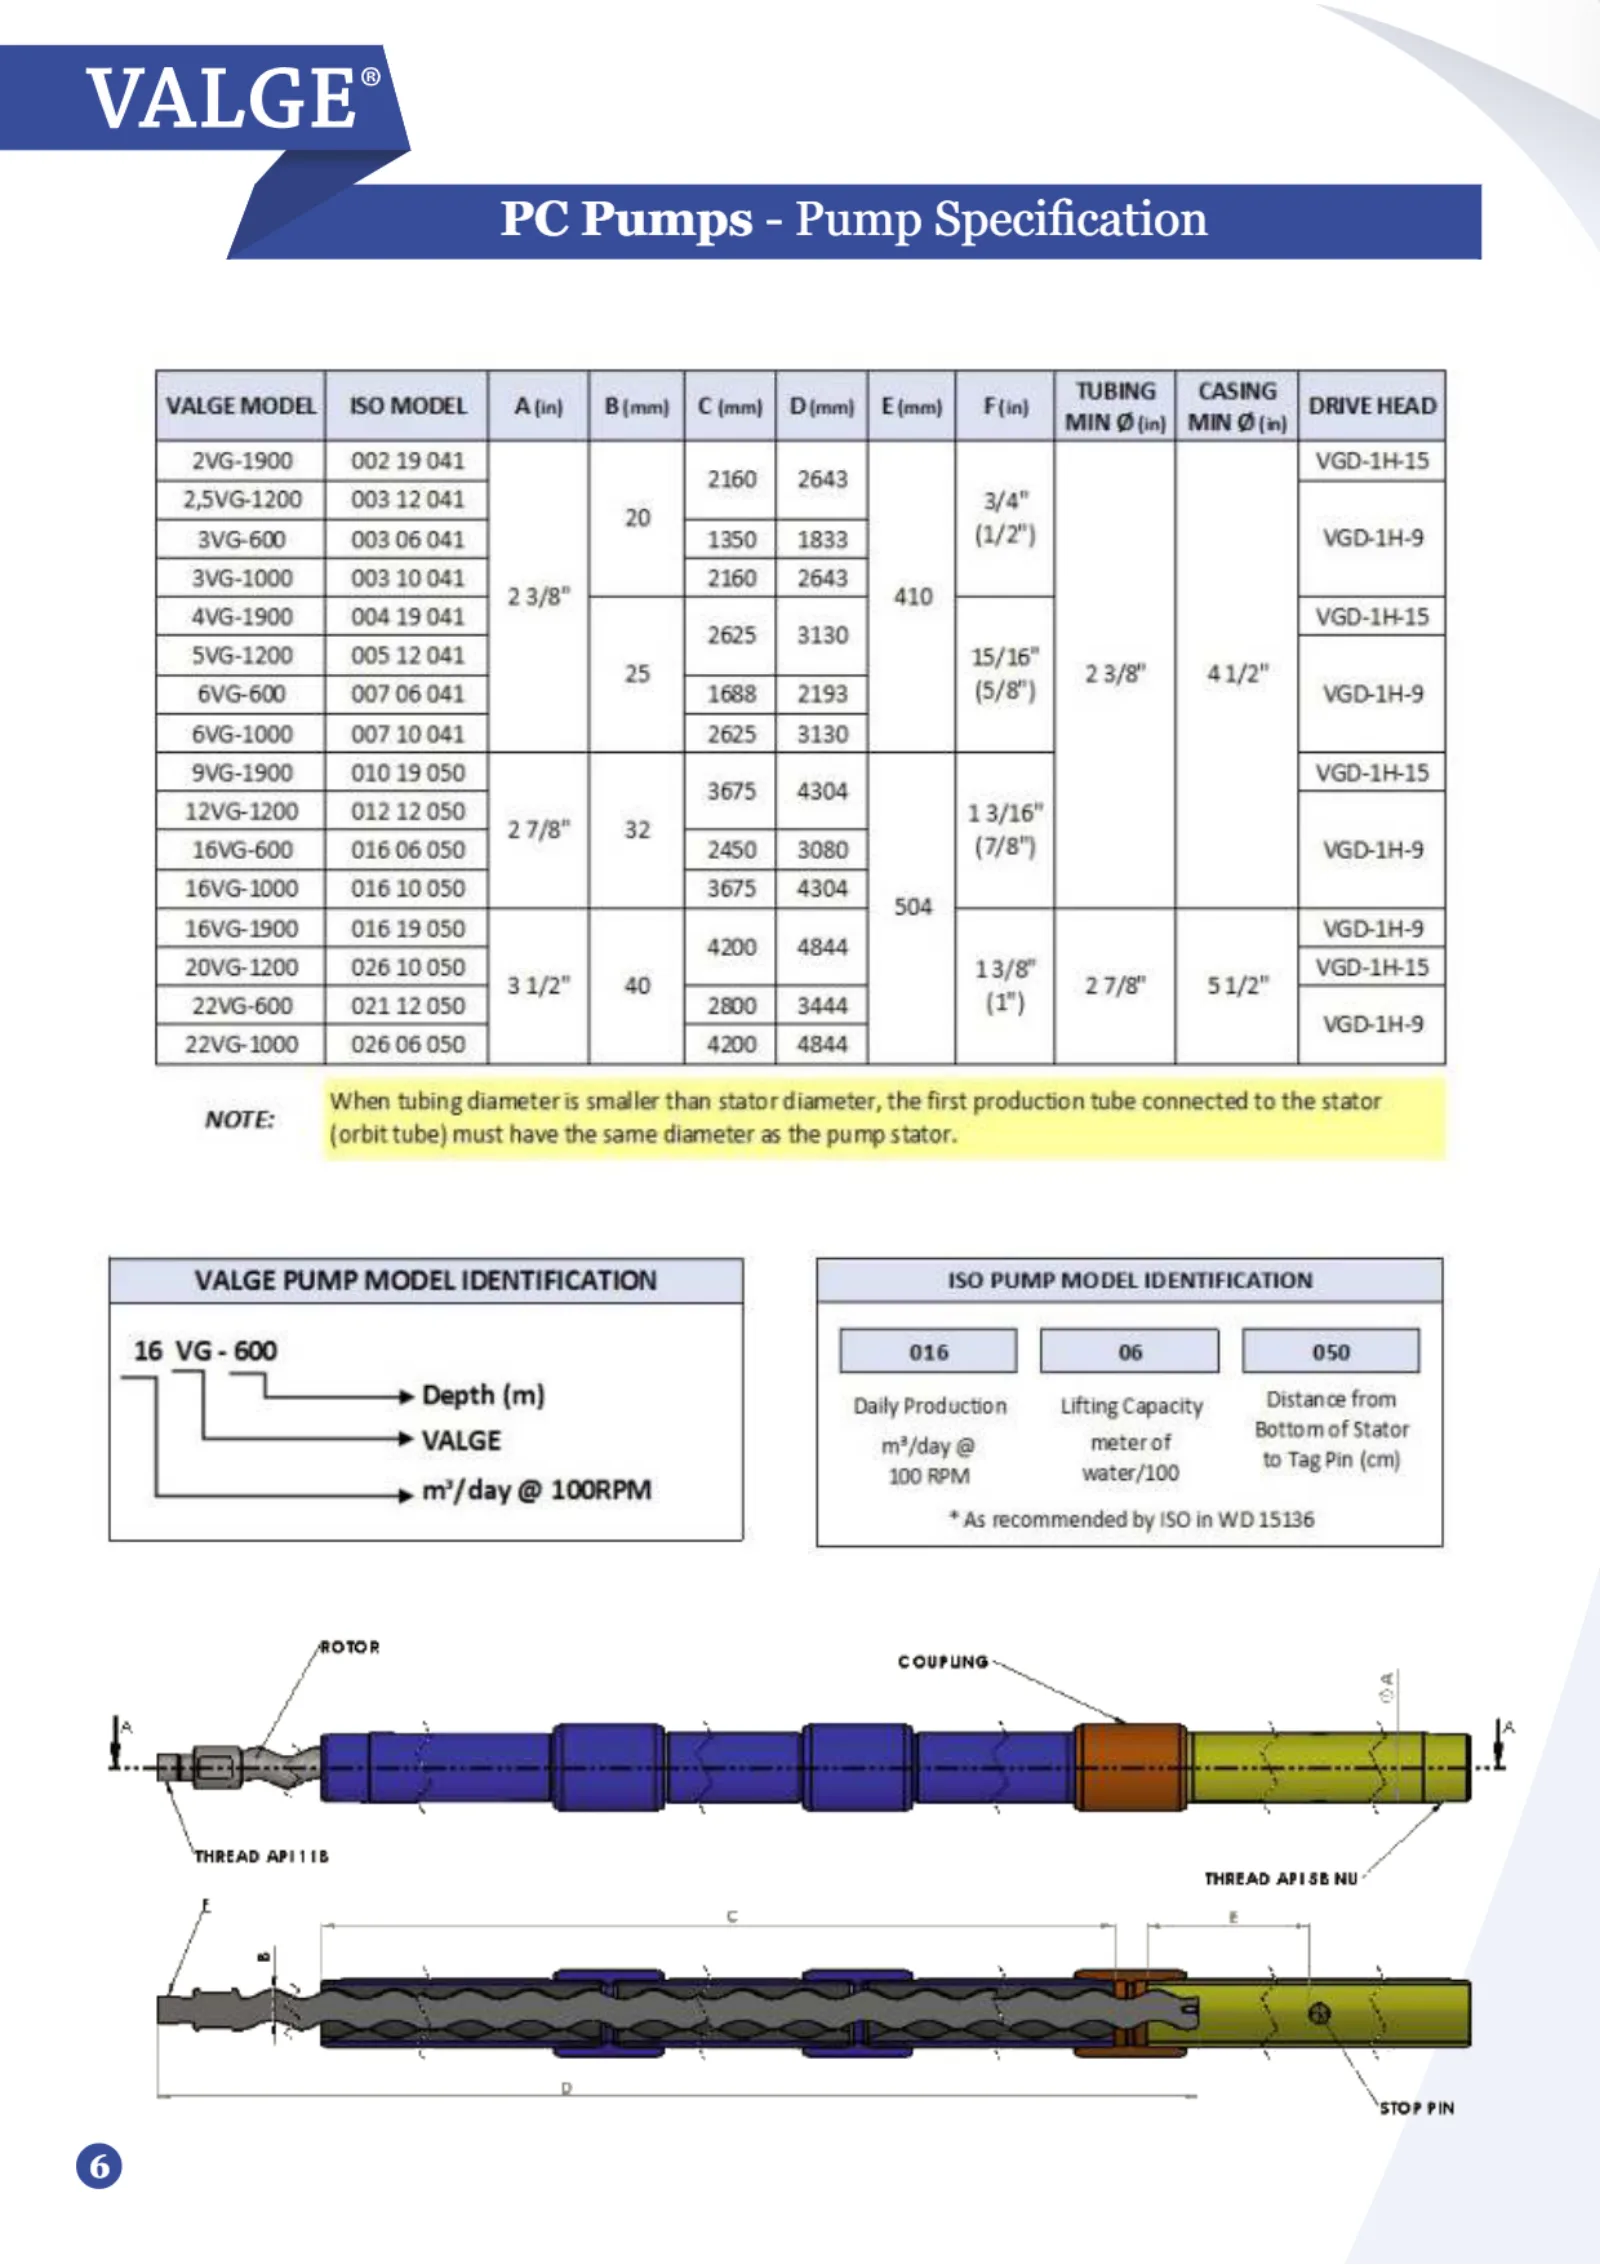 VALGE®
PC Pumps - Pump Specification
VALGE MODEL ISO MODEL A (in) B (mm) C (mm) D (mm) E (mm) F (in) TUBING MIN Ø (in) CASING MIN Ø (in) DRIVE HEAD
2VG-1900 002 19 041 2 3/8" 20 2160 2643 410 3/4" (1/2") 2 3/8" 4 1/2" VGD-1H-15
2,5VG-1200 003 12 041 VGD-1H-9
3VG-600 003 06 041 1350 1833
3VG-1000 003 10 041 2160 2643
4VG-1900 004 19 041 25 2625 3130 15/16" (5/8") VGD-1H-15
5VG-1200 005 12 041 VGD-1H-9
6VG-600 007 06 041 1688 2193
6VG-1000 007 10 041 2625 3130
9VG-1900 010 19 050 2 7/8" 32 3675 4304 504 1 3/16" (7/8") VGD-1H-15
12VG-1200 012 12 050 VGD-1H-9
16VG-600 016 06 050 2450 3080
16VG-1000 016 10 050 3675 4304
16VG-1900 016 19 050 3 1/2" 40 4200 4844 1 3/8" (1") 2 7/8" 5 1/2" VGD-1H-9
20VG-1200 026 10 050 VGD-1H-15
22VG-600 021 12 050 2800 3444 VGD-1H-9
22VG-1000 026 06 050 4200 4844
NOTE:
When tubing diameter is smaller than stator diameter, the first production tube connected to the stator
(orbit tube) must have the same diameter as the pump stator.
VALGE PUMP MODEL IDENTIFICATION
16 VG - 600
Depth (m)
VALGE
m³/day @ 100RPM
ISO PUMP MODEL IDENTIFICATION
016 06 050
Daily Production
m³/day @
100 RPM
Lifting Capacity
meter of
water/100
Distance from
Bottom of Stator
to Tag Pin (cm)
* As recommended by ISO in WD 15136
ROTOR
COUPLING
A
A
A
THREAD API 11B
THREAD API 5B NU
F
C
E
B
D
STOP PIN
6